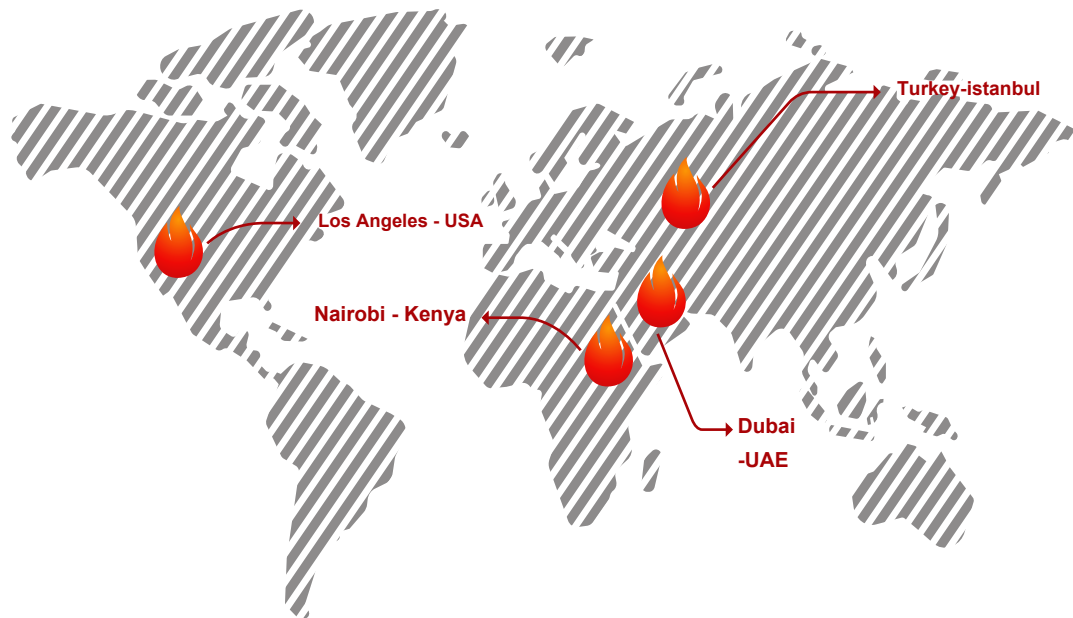 Turkey-istanbul
Los Angeles - USA
Nairobi - Kenya
Dubai
-UAE